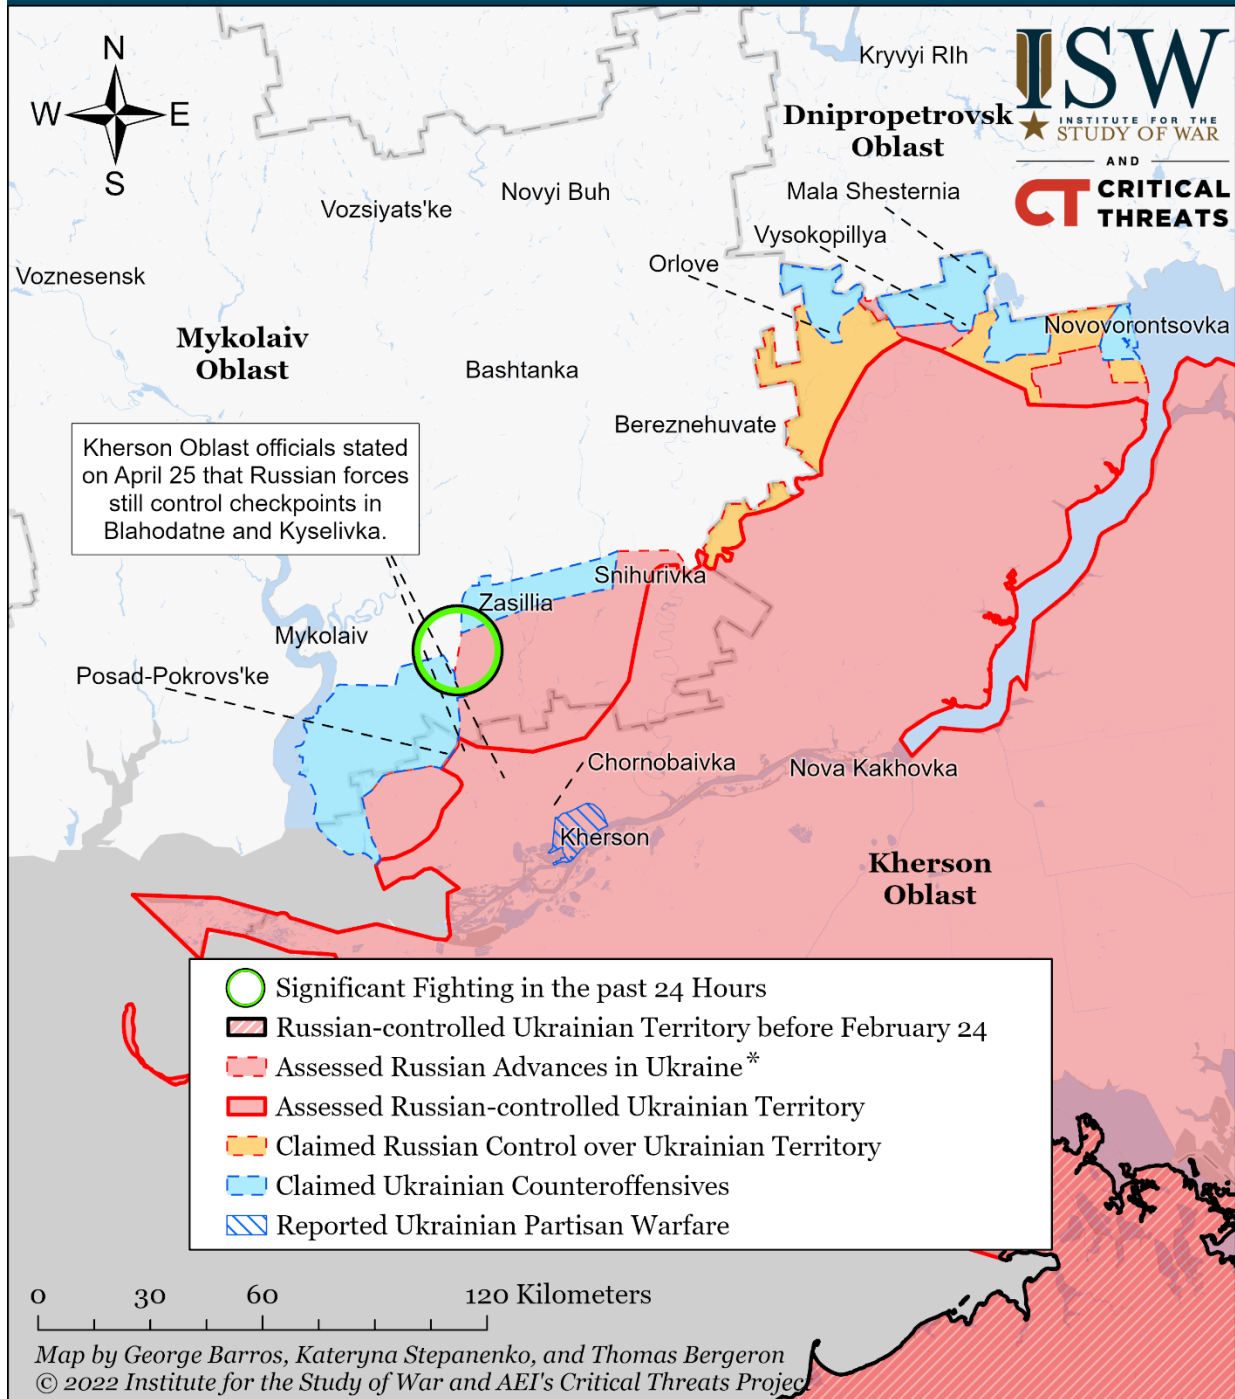 N
W
E
S
Kryvyi RIh
ISW
INSTITUTE FOR THE
STUDY OF WAR
AND
CT CRITICAL
THREATS
Dnipropetrovsk
Oblast
Mala Shesternia
Novyi Buh
Vozsiyats'ke
Vysokopillya
Orlove
Voznesensk
Novovorontsovka
Mykolaiv
Oblast
Bashtanka
Bereznehuvate
Kherson Oblast officials stated
on April 25 that Russian forces
still control checkpoints in
Blahodatne and Kyselivka.
Snihurivka
Zasillia
Mykolaiv
Posad-Pokrovs'ke
Chornobaivka
Nova Kakhovka
Kherson
Kherson
Oblast
Significant Fighting in the past 24 Hours
Russian-controlled Ukrainian Territory before February 24
Assessed Russian Advances in Ukraine*
Assessed Russian-controlled Ukrainian Territory
Claimed Russian Control over Ukrainian Territory
Claimed Ukrainian Counteroffensives
Reported Ukrainian Partisan Warfare
0 30 60 120 Kilometers
Map by George Barros, Kateryna Stepanenko, and Thomas Bergeron
© 2022 Institute for the Study of War and AEI's Critical Threats Project